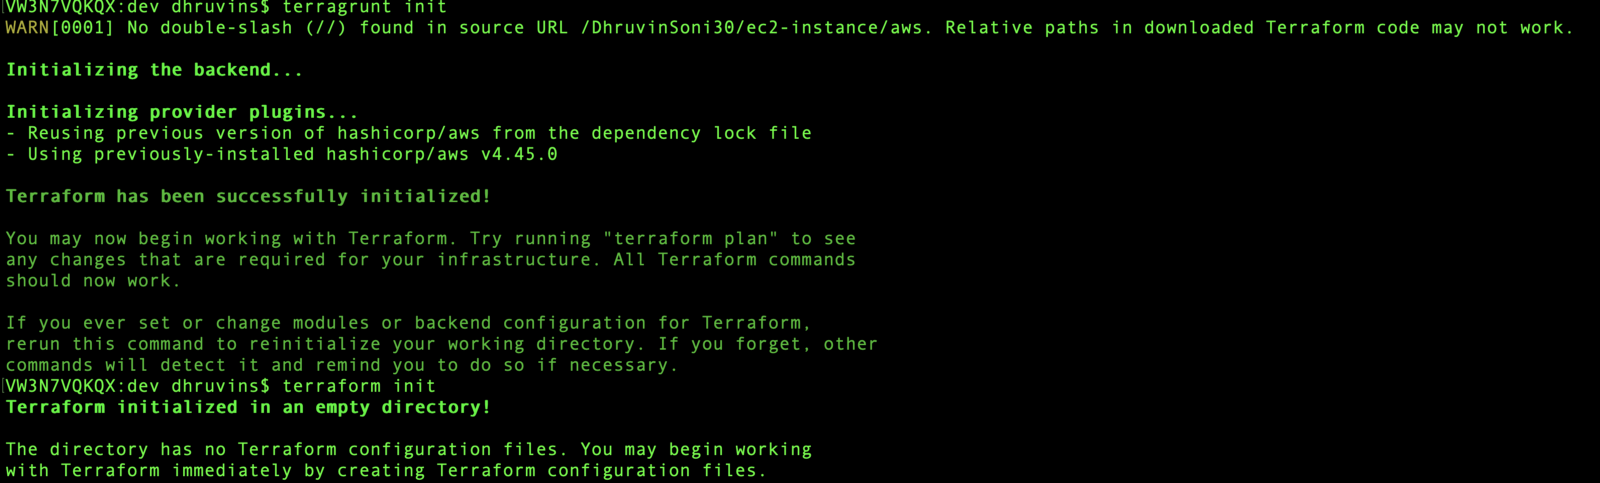 VW3N7VQKQX:dev dhruvins$ terragrunt init
WARN[0001] No double-slash (//) found in source URL /DhruvinSoni30/ec2-instance/aws. Relative paths in downloaded Terraform code may not work.
Initializing the backend...
Initializing provider plugins...
- Reusing previous version of hashicorp/aws from the dependency lock file
- Using previously-installed hashicorp/aws v4.45.0
Terraform has been successfully initialized!
You may now begin working with Terraform. Try running "terraform plan" to see
any changes that are required for your infrastructure. All Terraform commands
should now work.
If you ever set or change modules or backend configuration for Terraform,
rerun this command to reinitialize your working directory. If you forget, other
commands will detect it and remind you to do so if necessary.
VW3N7VQKQX:dev dhruvins$ terraform init
Terraform initialized in an empty directory!
The directory has no Terraform configuration files. You may begin working
with Terraform immediately by creating Terraform configuration files.